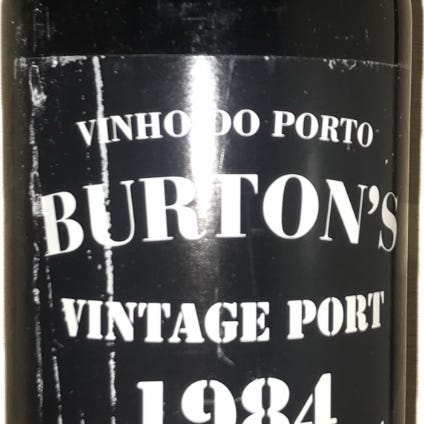 VINHO DO PORTO
BURTON'S
VINTAGE PORT
1984